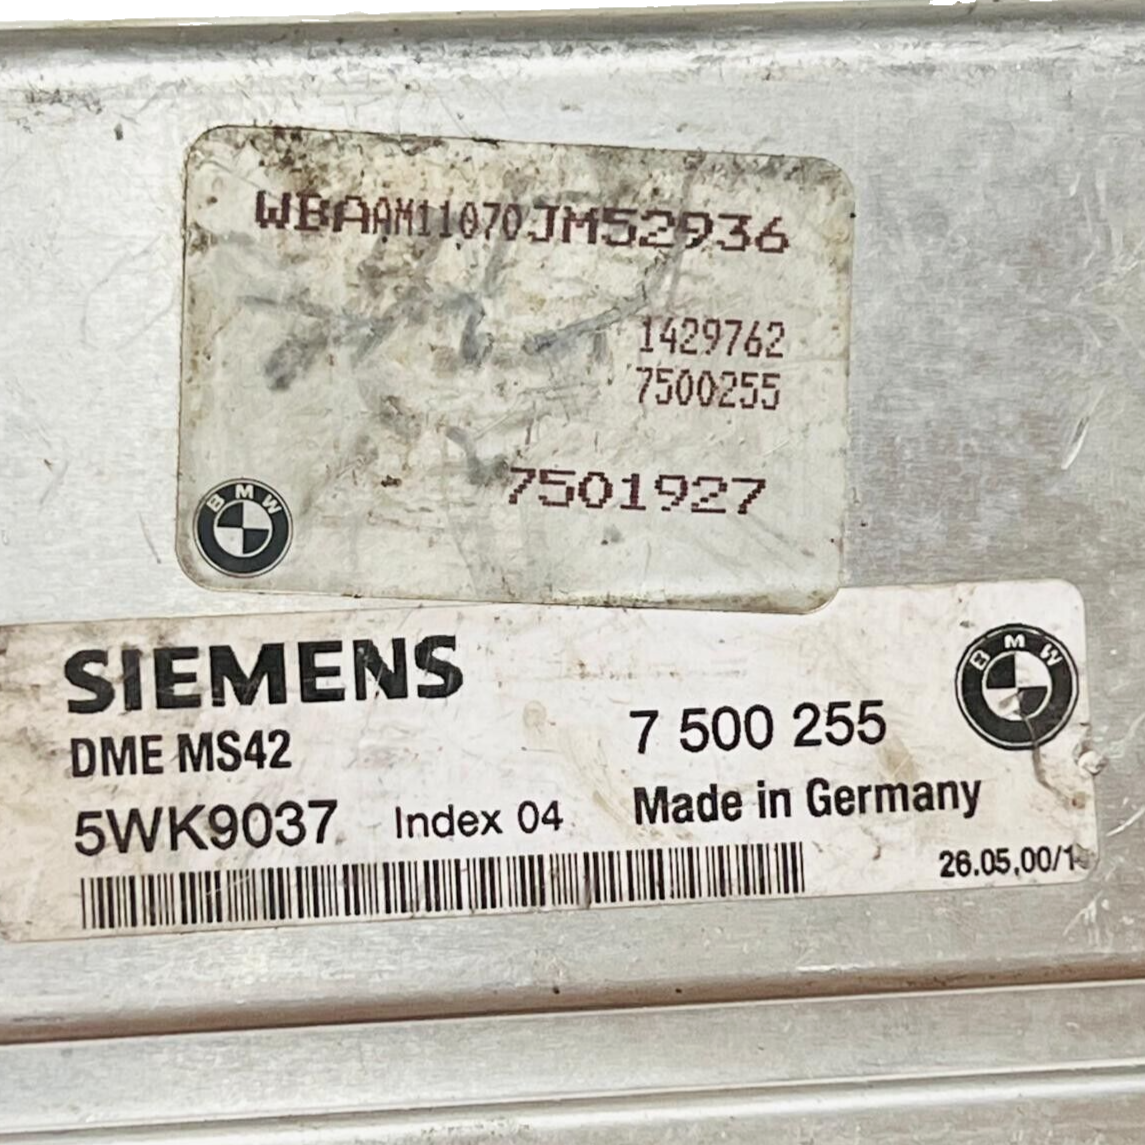 WBAAM11070JM52936
1429762
7500255
7501927
BMW
SIEMENS
BMW
DME MS42
7 500 255
5WK9037 Index 04
Made in Germany
26.05,00/1